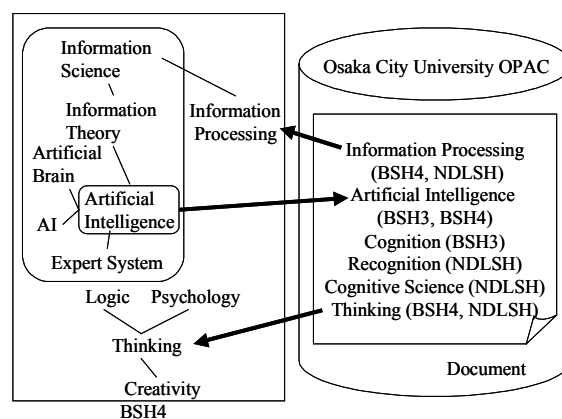 Information
Science
Information
Theory
Information
Processing
Artificial
Brain
Artificial
Intelligence
AI
Expert System
Logic
Psychology
Thinking
Creativity
BSH4
Osaka City University OPAC
Information Processing
(BSH4, NDLSH)
Artificial Intelligence
(BSH3, BSH4)
Cognition (BSH3)
Recognition (NDLSH)
Cognitive Science (NDLSH)
Thinking (BSH4, NDLSH)
Document